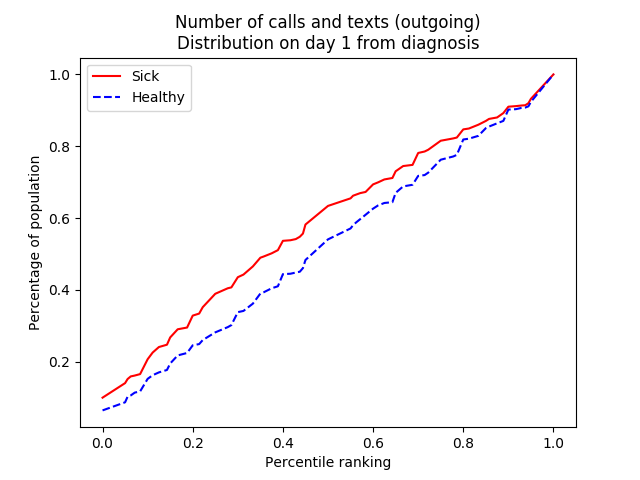 Number of calls and texts (outgoing)
Distribution on day 1 from diagnosis
Sick
Healthy
Percentage of population
1.0
0.8
0.6
0.4
0.2
0.0
0.2
0.4
0.6
0.8
1.0
Percentile ranking